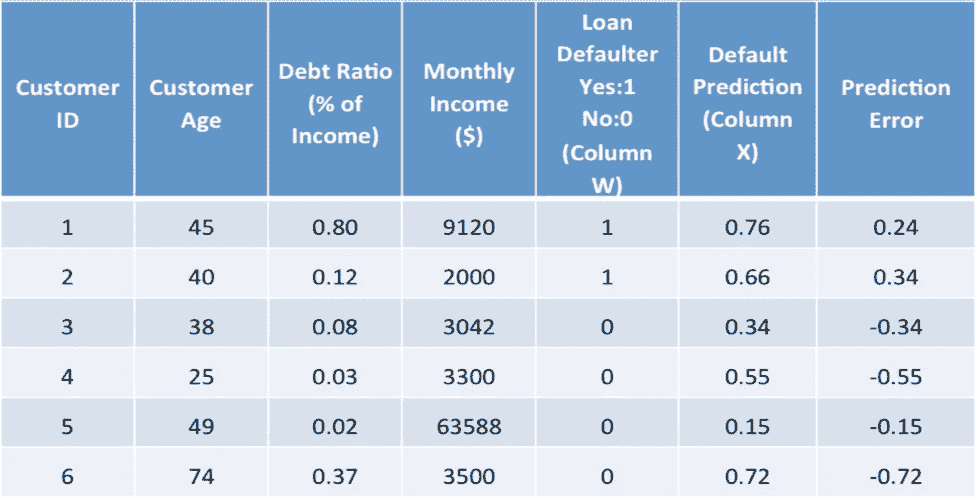 Customer ID | Customer Age | Debt Ratio (% of Income) | Monthly Income ($) | Loan Defaulter Yes:1 No:0 (Column W) | Default Prediction (Column X) | Prediction Error
1 45 0.80 9120 1 0.76 0.24
2 40 0.12 2000 1 0.66 0.34
3 38 0.08 3042 0 0.34 -0.34
4 25 0.03 3300 0 0.55 -0.55
5 49 0.02 63588 0 0.15 -0.15
6 74 0.37 3500 0 0.72 -0.72